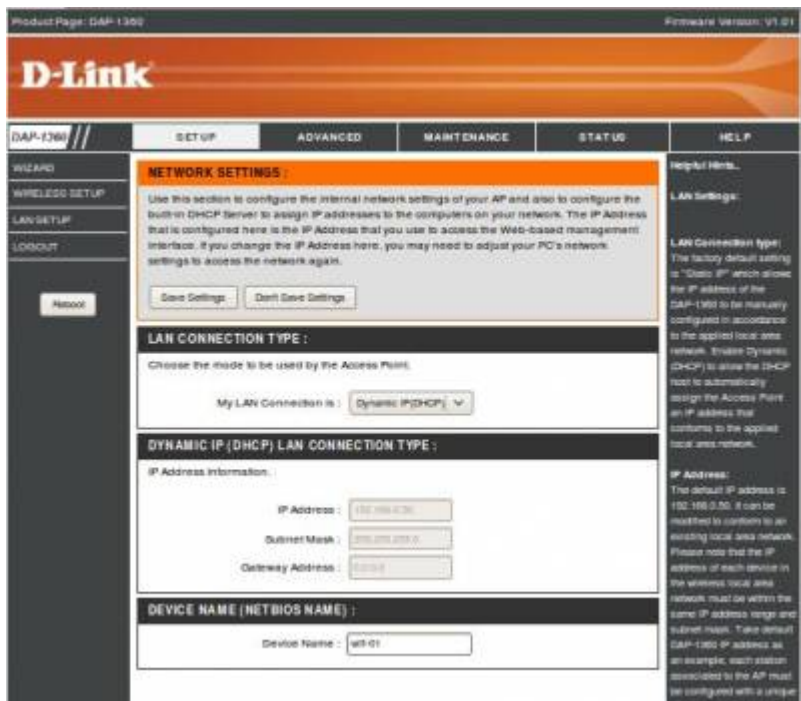 Product Page: DAP-1360
Firmware Version: V1.01
D-Link
DAP-1360
SETUP
ADVANCED
MAINTENANCE
STATUS
HELP
WIZARD
WIRELESS SETUP
LAN SETUP
LOGOUT
Reboot
NETWORK SETTINGS :
Use this section to configure the internal network settings of your AP and also to configure the
built-in DHCP Server to assign IP addresses to the computers on your network. The IP Address
that is configured here is the IP Address that you use to access the Web-based management
interface. If you change the IP Address here, you may need to adjust your PC's network
settings to access the network again.
Save Settings
Don't Save Settings
LAN CONNECTION TYPE :
Choose the mode to be used by the Access Point.
My LAN Connection is :
Dynamic IP(DHCP)
DYNAMIC IP (DHCP) LAN CONNECTION TYPE :
IP Address Information.
IP Address :
192.168.0.50
Subnet Mask :
255.255.255.0
Gateway Address :
0.0.0.0
DEVICE NAME (NETBIOS NAME) :
Device Name :
wifi-01
Helpful Hints..
LAN Settings:
LAN Connection type:
The factory default setting
is "Static IP" which allows
the IP address of the
DAP-1360 to be manually
configured in accordance
to the applied local area
network. Enable Dynamic
(DHCP) to allow the DHCP
host to automatically
assign the Access Point
an IP address that
conforms to the applied
local area network.
IP Address:
The default IP address is
192.168.0.50. It can be
modified to conform to an
existing local area network.
Please note that the IP
address of each device in
the wireless local area
network must be within the
same IP address range and
subnet mask. Take default
DAP-1360 IP address as
an example, each station
associated to the AP must
be configured with a unique